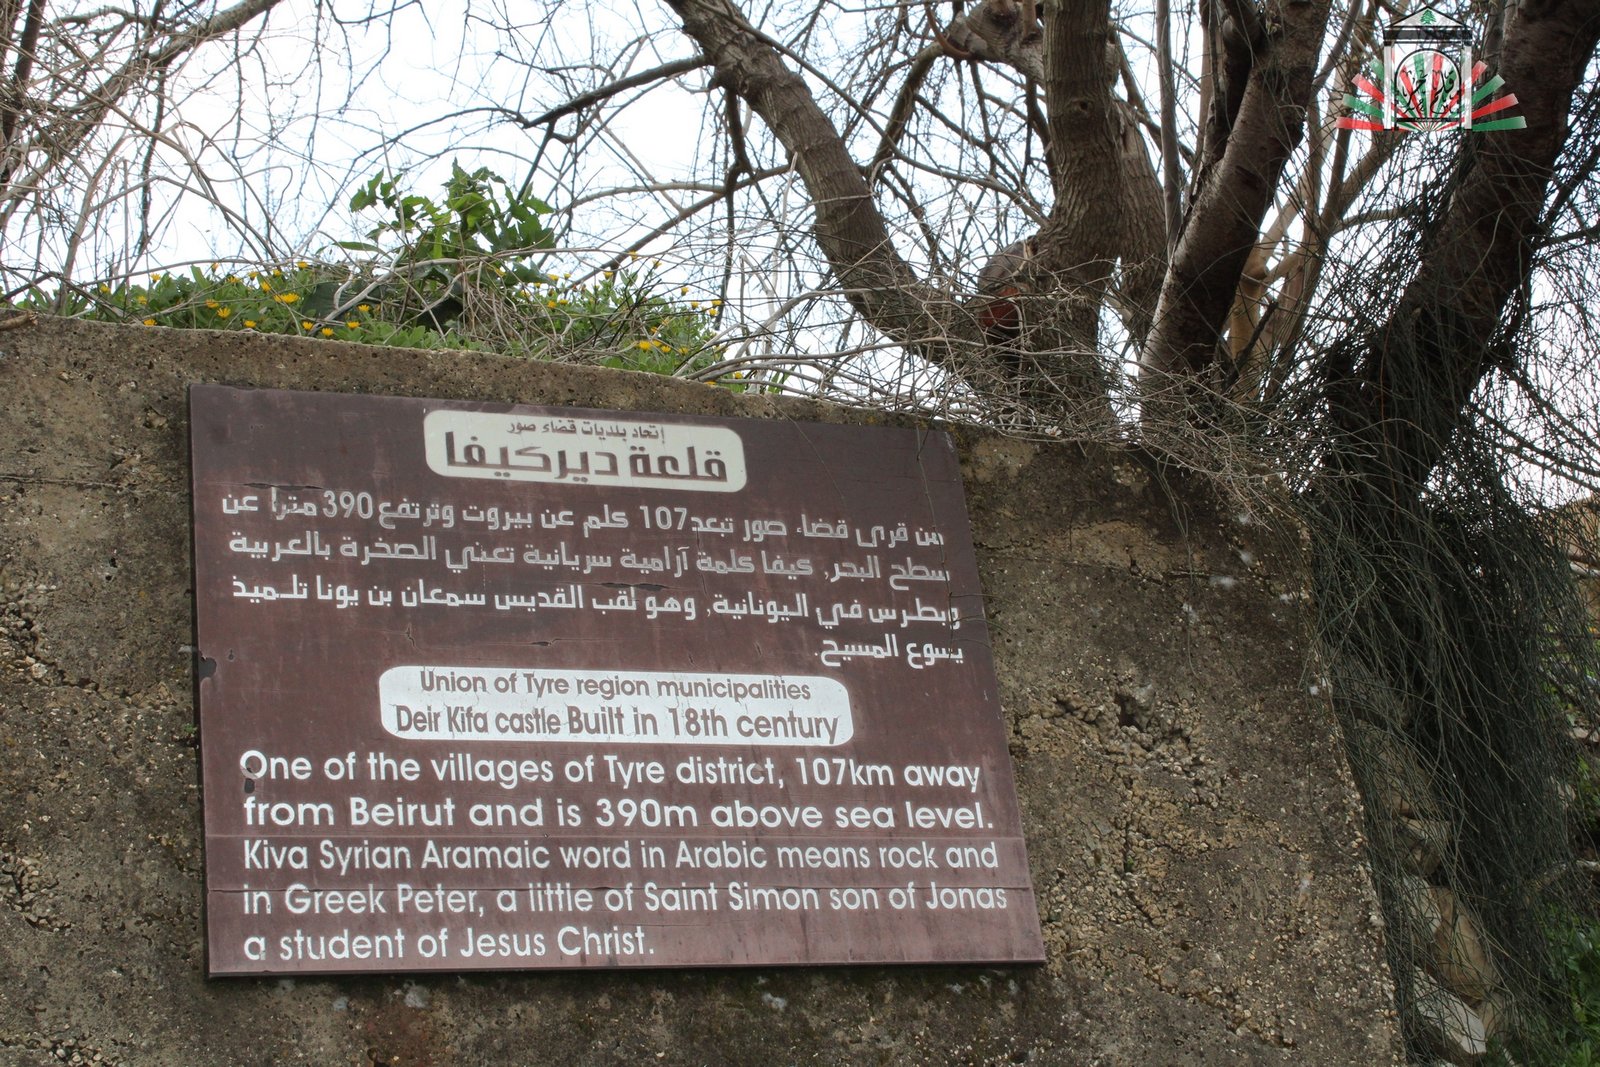 إتحاد بلديات قضاء صور
قلعة ديركيفا
من قرى قضاء صور تبعد 107 كلم عن بيروت وترتفع 390 مترا عن
سطح البحر, كيفا كلمة آرامية سريانية تعني الصخرة بالعربية
وبطرس في اليونانية, وهو لقب القديس سمعان بن يونا تلميذ
يسوع المسيح.
Union of Tyre region municipalities
Deir Kifa castle Built in 18th century
One of the villages of Tyre district, 107km away
from Beirut and is 390m above sea level.
Kiva Syrian Aramaic word in Arabic means rock and
in Greek Peter, a little of Saint Simon son of Jonas
a student of Jesus Christ.